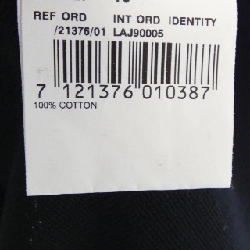 REF ORD INT ORD IDENTITY
/21376/01 LAJ90005
7 121376 010387
100% COTTON